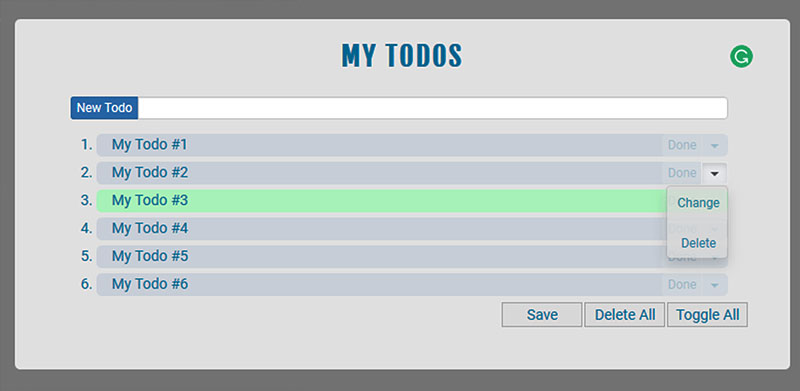 MY TODOS
New Todo
1. My Todo #1 Done
2. My Todo #2 Done
3. My Todo #3
Change
4. My Todo #4
Delete
5. My Todo #5
6. My Todo #6 Done
Save Delete All Toggle All